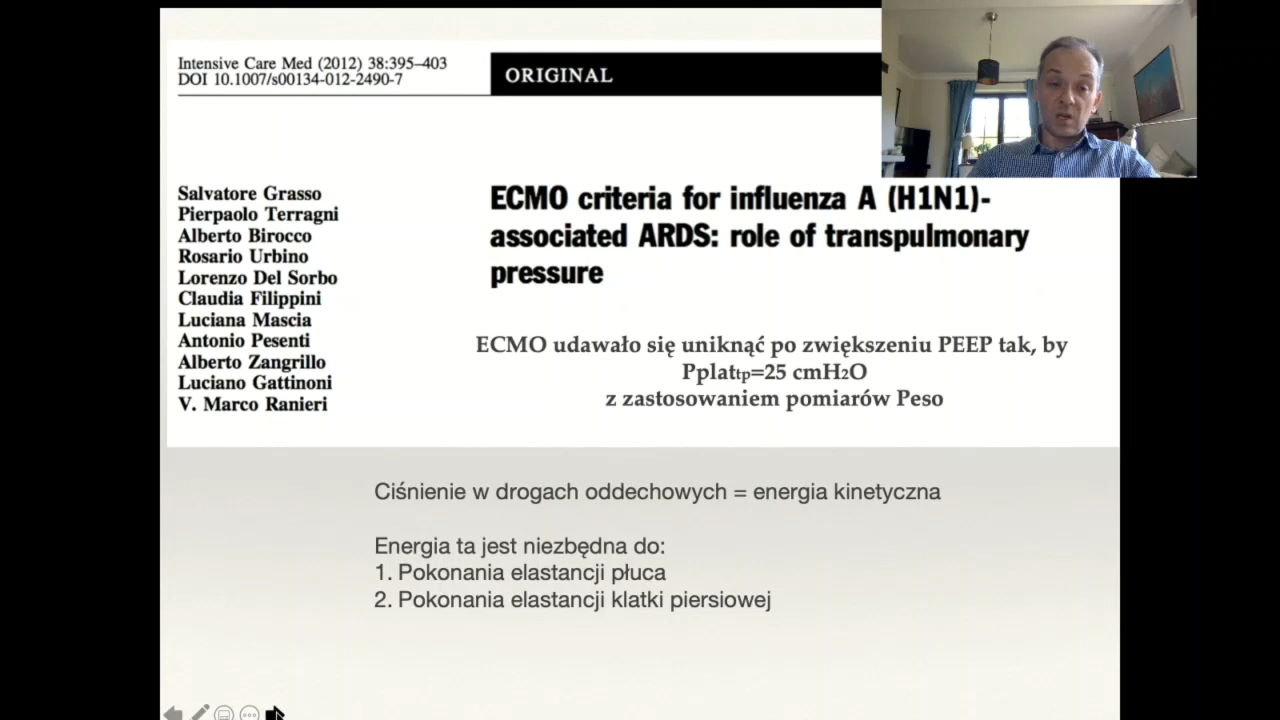 Intensive Care Med (2012) 38:395–403
DOI 10.1007/s00134-012-2490-7
ORIGINAL
Salvatore Grasso
Pierpaolo Terragni
Alberto Birocco
Rosario Urbino
Lorenzo Del Sorbo
Claudia Filippini
Luciana Mascia
Antonio Pesenti
Alberto Zangrillo
Luciano Gattinoni
V. Marco Ranieri
ECMO criteria for influenza A (H1N1)-
associated ARDS: role of transpulmonary
pressure
ECMO udawało się uniknąć po zwiększeniu PEEP tak, by
Pplattp=25 cmH2O
z zastosowaniem pomiarów Peso
Ciśnienie w drogach oddechowych = energia kinetyczna
Energia ta jest niezbędna do:
1. Pokonania elastancji płuca
2. Pokonania elastancji klatki piersiowej